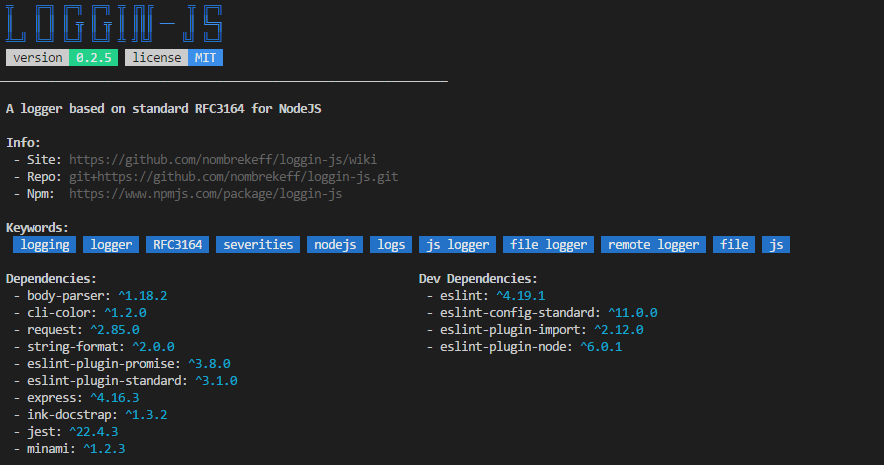 LOGGIN-JS
version 0.2.5 license MIT
A logger based on standard RFC3164 for NodeJS
Info:
- Site: https://github.com/nombrekeff/loggin-js/wiki
- Repo: git+https://github.com/nombrekeff/loggin-js.git
- Npm: https://www.npmjs.com/package/loggin-js
Keywords:
logging logger RFC3164 severities nodejs logs js logger file logger remote logger file js
Dependencies:
- body-parser: ^1.18.2
- cli-color: ^1.2.0
- request: ^2.85.0
- string-format: ^2.0.0
- eslint-plugin-promise: ^3.8.0
- eslint-plugin-standard: ^3.1.0
- express: ^4.16.3
- ink-docstrap: ^1.3.2
- jest: ^22.4.3
- minami: ^1.2.3
Dev Dependencies:
- eslint: ^4.19.1
- eslint-config-standard: ^11.0.0
- eslint-plugin-import: ^2.12.0
- eslint-plugin-node: ^6.0.1